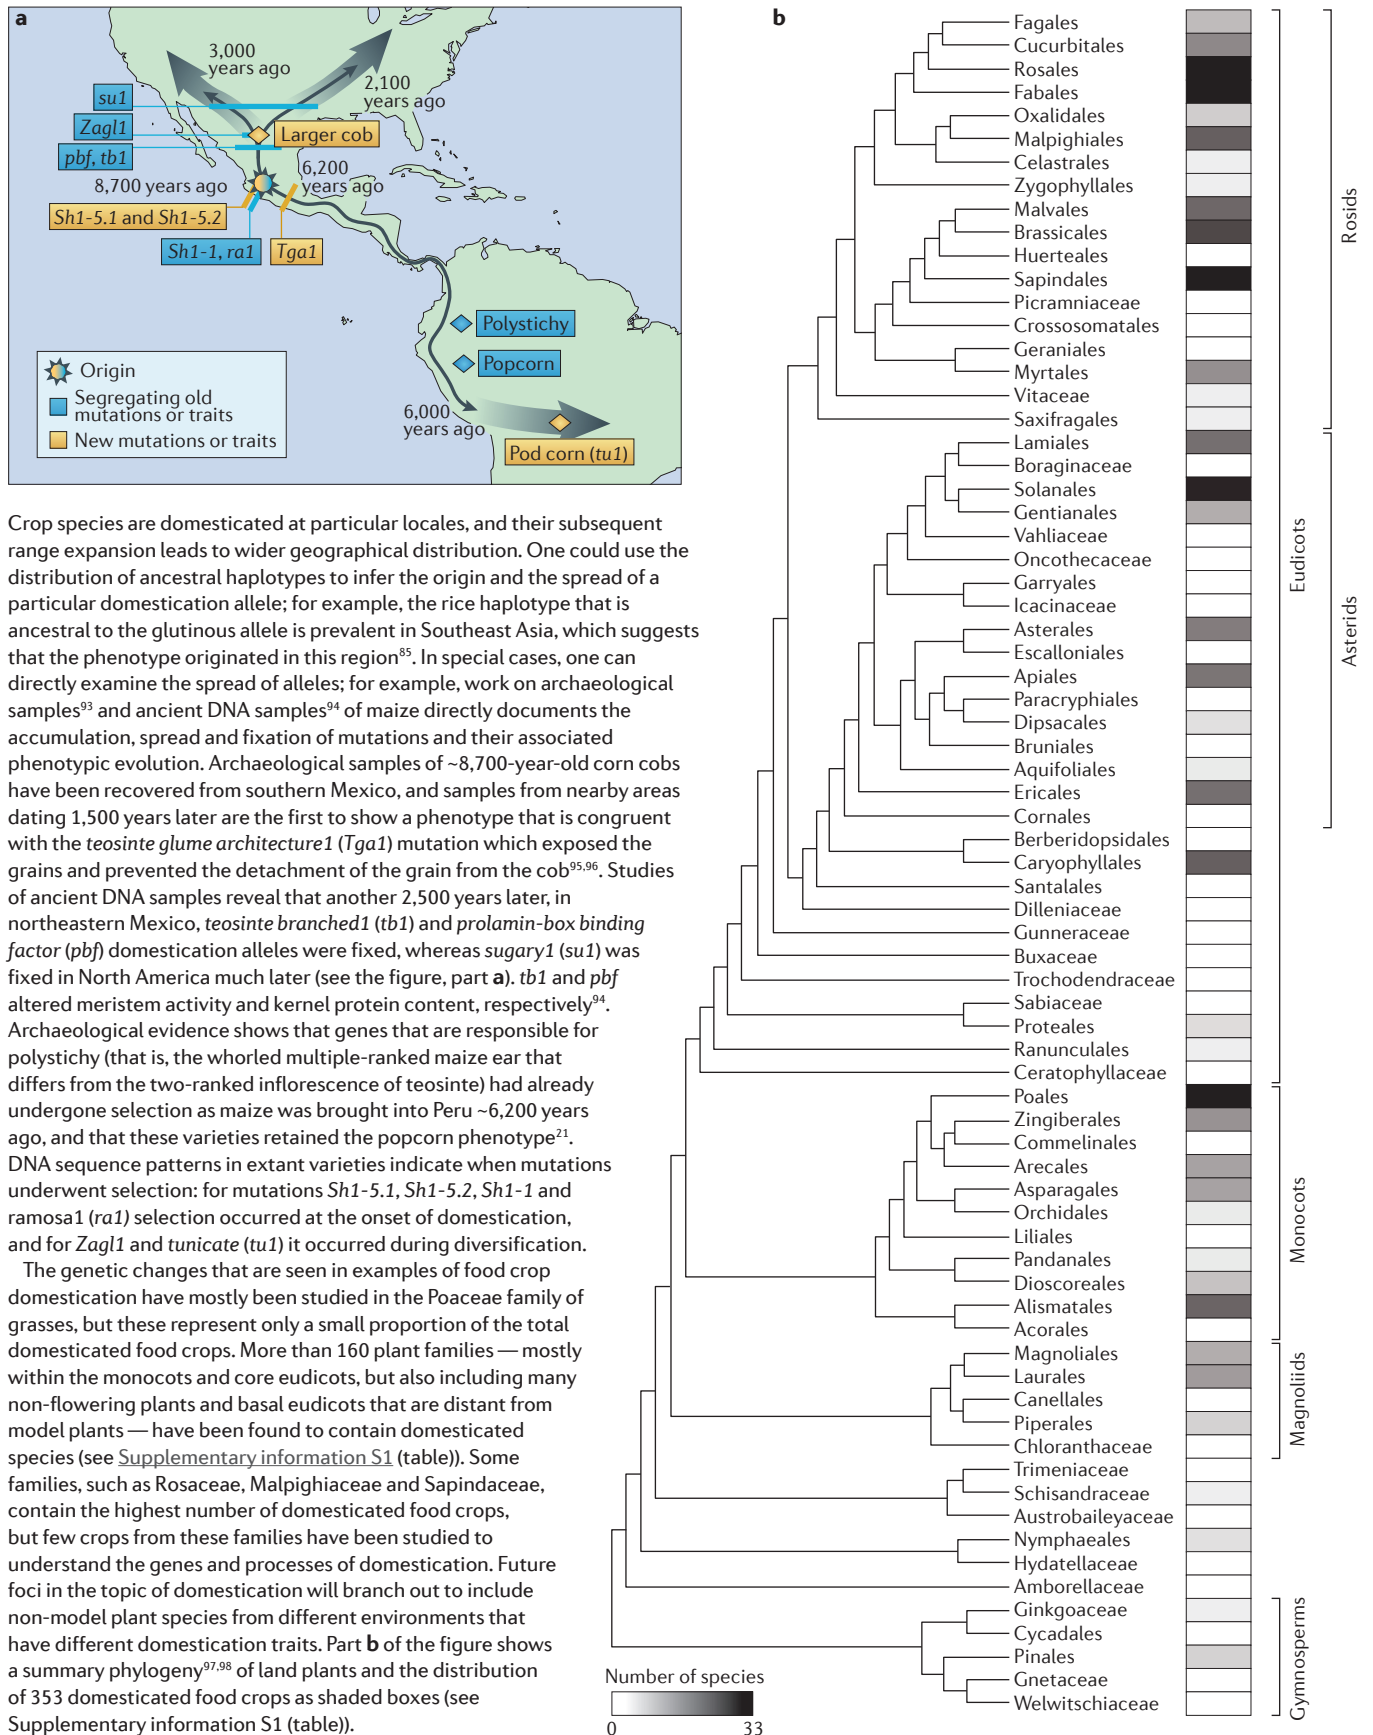 a
3,000
years ago
2,100
years ago
su1
Zagl1
Larger cob
pbf, tb1
6,200
years ago
8,700 years ago
Sh1-5.1 and Sh1-5.2
Sh1-1, ra1
Tga1
Polystichy
Popcorn
Origin
Segregating old
mutations or traits
New mutations or traits
6,000
years ago
Pod corn (tu1)
Crop species are domesticated at particular locales, and their subsequent
range expansion leads to wider geographical distribution. One could use the
distribution of ancestral haplotypes to infer the origin and the spread of a
particular domestication allele; for example, the rice haplotype that is
ancestral to the glutinous allele is prevalent in Southeast Asia, which suggests
that the phenotype originated in this region85. In special cases, one can
directly examine the spread of alleles; for example, work on archaeological
samples93 and ancient DNA samples94 of maize directly documents the
accumulation, spread and fixation of mutations and their associated
phenotypic evolution. Archaeological samples of ~8,700-year-old corn cobs
have been recovered from southern Mexico, and samples from nearby areas
dating 1,500 years later are the first to show a phenotype that is congruent
with the teosinte glume architecture1 (Tga1) mutation which exposed the
grains and prevented the detachment of the grain from the cob95,96. Studies
of ancient DNA samples reveal that another 2,500 years later, in
northeastern Mexico, teosinte branched1 (tb1) and prolamin-box binding
factor (pbf) domestication alleles were fixed, whereas sugary1 (su1) was
fixed in North America much later (see the figure, part a). tb1 and pbf
altered meristem activity and kernel protein content, respectively94.
Archaeological evidence shows that genes that are responsible for
polystichy (that is, the whorled multiple-ranked maize ear that
differs from the two-ranked inflorescence of teosinte) had already
undergone selection as maize was brought into Peru ~6,200 years
ago, and that these varieties retained the popcorn phenotype21.
DNA sequence patterns in extant varieties indicate when mutations
underwent selection: for mutations Sh1-5.1, Sh1-5.2, Sh1-1 and
ramosa1 (ra1) selection occurred at the onset of domestication,
and for Zagl1 and tunicate (tu1) it occurred during diversification.
The genetic changes that are seen in examples of food crop
domestication have mostly been studied in the Poaceae family of
grasses, but these represent only a small proportion of the total
domesticated food crops. More than 160 plant families — mostly
within the monocots and core eudicots, but also including many
non-flowering plants and basal eudicots that are distant from
model plants — have been found to contain domesticated
species (see Supplementary information S1 (table)). Some
families, such as Rosaceae, Malpighiaceae and Sapindaceae,
contain the highest number of domesticated food crops,
but few crops from these families have been studied to
understand the genes and processes of domestication. Future
foci in the topic of domestication will branch out to include
non-model plant species from different environments that
have different domestication traits. Part b of the figure shows
a summary phylogeny97,98 of land plants and the distribution
of 353 domesticated food crops as shaded boxes (see
Supplementary information S1 (table)).
b
Fagales
Cucurbitales
Rosales
Fabales
Oxalidales
Malpighiales
Celastrales
Zygophyllales
Malvales
Brassicales
Huerteales
Sapindales
Picramniaceae
Crossosomatales
Geraniales
Myrtales
Vitaceae
Saxifragales
Lamiales
Boraginaceae
Solanales
Gentianales
Vahliaceae
Oncothecaceae
Garryales
Icacinaceae
Asterales
Escalloniales
Apiales
Paracryphiales
Dipsacales
Bruniales
Aquifoliales
Ericales
Cornales
Berberidopsidales
Caryophyllales
Santalales
Dilleniaceae
Gunneraceae
Buxaceae
Trochodendraceae
Sabiaceae
Proteales
Ranunculales
Ceratophyllaceae
Poales
Zingiberales
Commelinales
Arecales
Asparagales
Orchidales
Liliales
Pandanales
Dioscoreales
Alismatales
Acorales
Magnoliales
Laurales
Canellales
Piperales
Chloranthaceae
Trimeniaceae
Schisandraceae
Austrobaileyaceae
Nymphaeales
Hydatellaceae
Amborellaceae
Ginkgoaceae
Cycadales
Pinales
Gnetaceae
Welwitschiaceae
Rosids
Eudicots
Asterids
Monocots
Magnoliids
Gymnosperms
Number of species
0 33